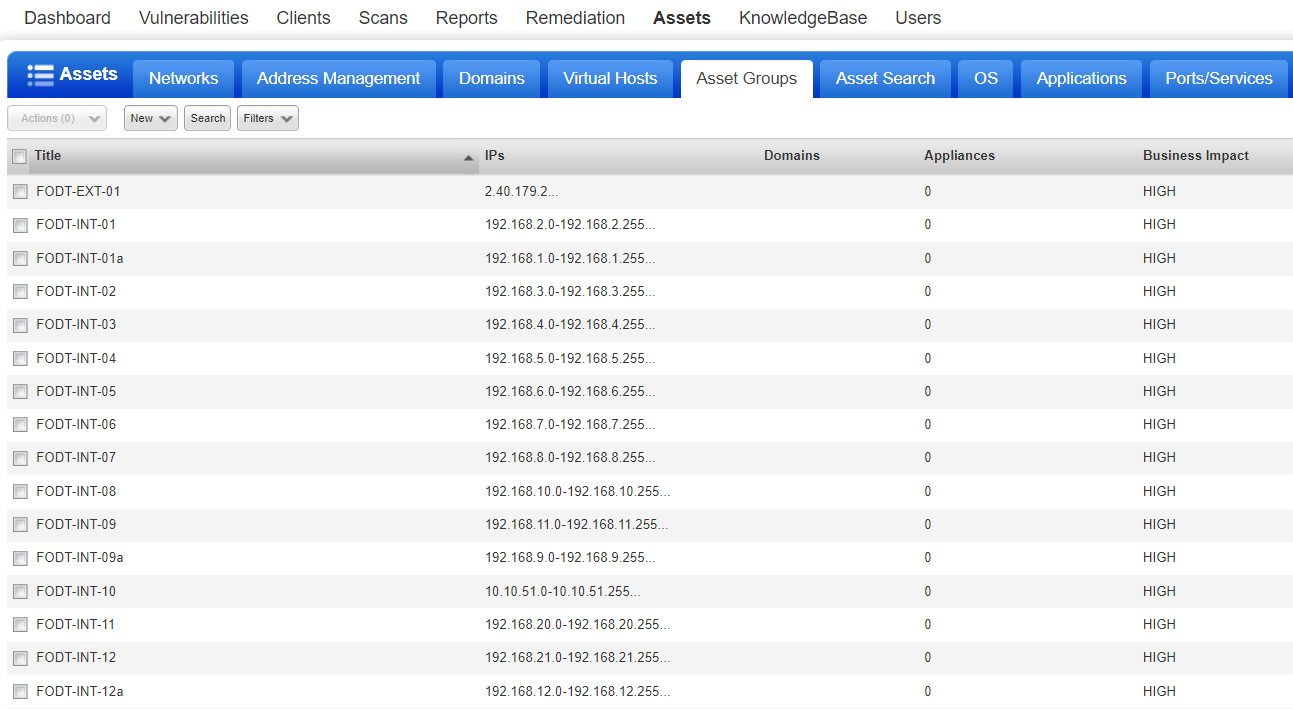 Dashboard Vulnerabilities Clients Scans Reports Remediation Assets KnowledgeBase Users
Assets Networks Address Management Domains Virtual Hosts Asset Groups Asset Search OS Applications Ports/Services
Actions (0) New Search Filters
Title IPs Domains Appliances Business Impact
FODT-EXT-01 2.40.179.2... 0 HIGH
FODT-INT-01 192.168.2.0-192.168.2.255... 0 HIGH
FODT-INT-01a 192.168.1.0-192.168.1.255... 0 HIGH
FODT-INT-02 192.168.3.0-192.168.3.255... 0 HIGH
FODT-INT-03 192.168.4.0-192.168.4.255... 0 HIGH
FODT-INT-04 192.168.5.0-192.168.5.255... 0 HIGH
FODT-INT-05 192.168.6.0-192.168.6.255... 0 HIGH
FODT-INT-06 192.168.7.0-192.168.7.255... 0 HIGH
FODT-INT-07 192.168.8.0-192.168.8.255... 0 HIGH
FODT-INT-08 192.168.10.0-192.168.10.255... 0 HIGH
FODT-INT-09 192.168.11.0-192.168.11.255... 0 HIGH
FODT-INT-09a 192.168.9.0-192.168.9.255... 0 HIGH
FODT-INT-10 10.10.51.0-10.10.51.255... 0 HIGH
FODT-INT-11 192.168.20.0-192.168.20.255... 0 HIGH
FODT-INT-12 192.168.21.0-192.168.21.255... 0 HIGH
FODT-INT-12a 192.168.12.0-192.168.12.255... 0 HIGH